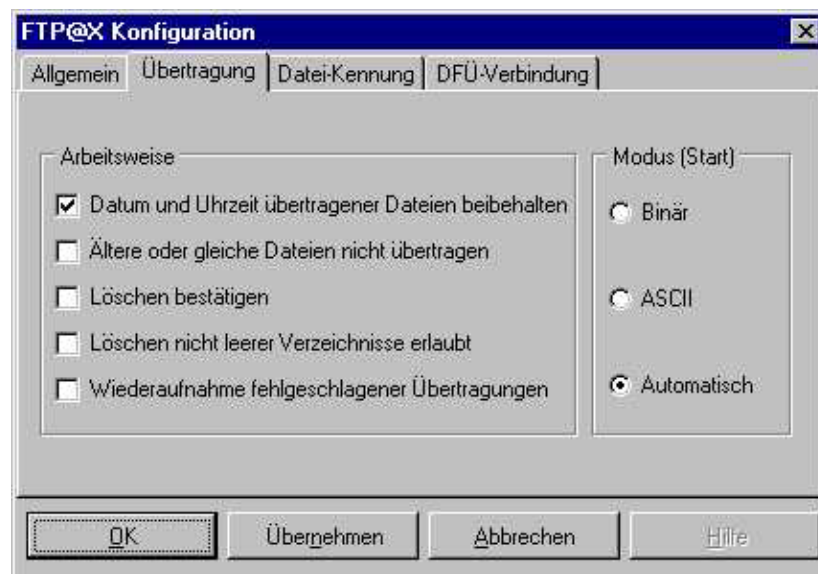 FTP@X Konfiguration
Allgemein Übertragung Datei-Kennung DFÜ-Verbindung
Arbeitsweise
Datum und Uhrzeit übertragener Dateien beibehalten
Ältere oder gleiche Dateien nicht übertragen
Löschen bestätigen
Löschen nicht leerer Verzeichnisse erlaubt
Wiederaufnahme fehlgeschlagener Übertragungen
Modus (Start)
Binär
ASCII
Automatisch
OK Übernehmen Abbrechen Hilfe